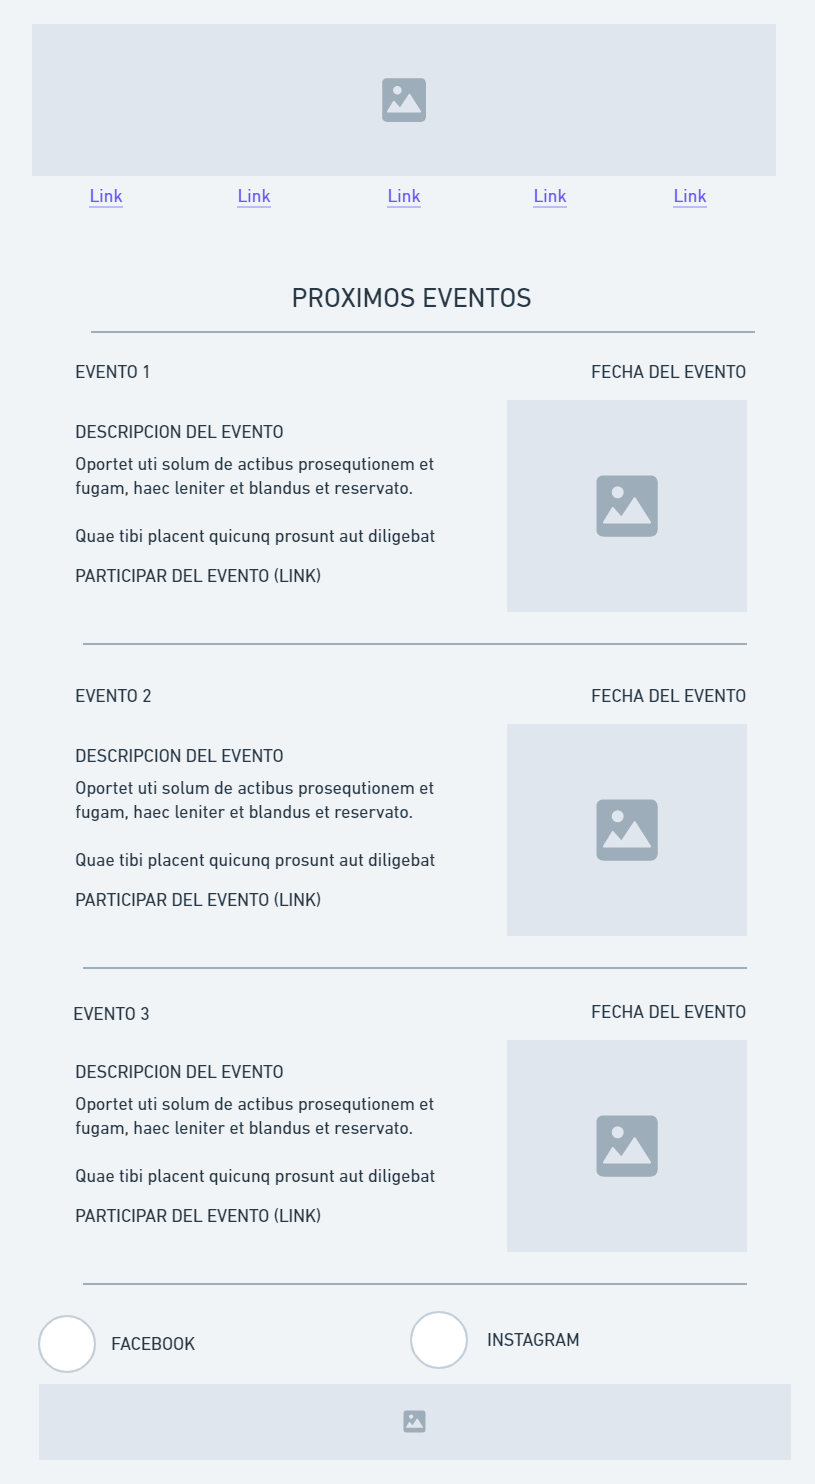 Link Link Link Link Link
PROXIMOS EVENTOS
EVENTO 1 FECHA DEL EVENTO
DESCRIPCION DEL EVENTO
Oportet uti solum de actibus prosequtionem et
fugam, haec leniter et blandus et reservato.
Quae tibi placent quicunq prosunt aut diligebat
PARTICIPAR DEL EVENTO (LINK)
EVENTO 2 FECHA DEL EVENTO
DESCRIPCION DEL EVENTO
Oportet uti solum de actibus prosequtionem et
fugam, haec leniter et blandus et reservato.
Quae tibi placent quicunq prosunt aut diligebat
PARTICIPAR DEL EVENTO (LINK)
EVENTO 3 FECHA DEL EVENTO
DESCRIPCION DEL EVENTO
Oportet uti solum de actibus prosequtionem et
fugam, haec leniter et blandus et reservato.
Quae tibi placent quicunq prosunt aut diligebat
PARTICIPAR DEL EVENTO (LINK)
FACEBOOK INSTAGRAM